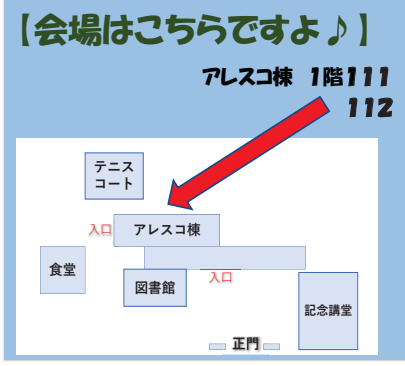 【会場はこちらですよ♪】
アレスコ棟 1階111
112
テニス
コート
入口
アレスコ棟
食堂
図書館
入口
記念講堂
正門